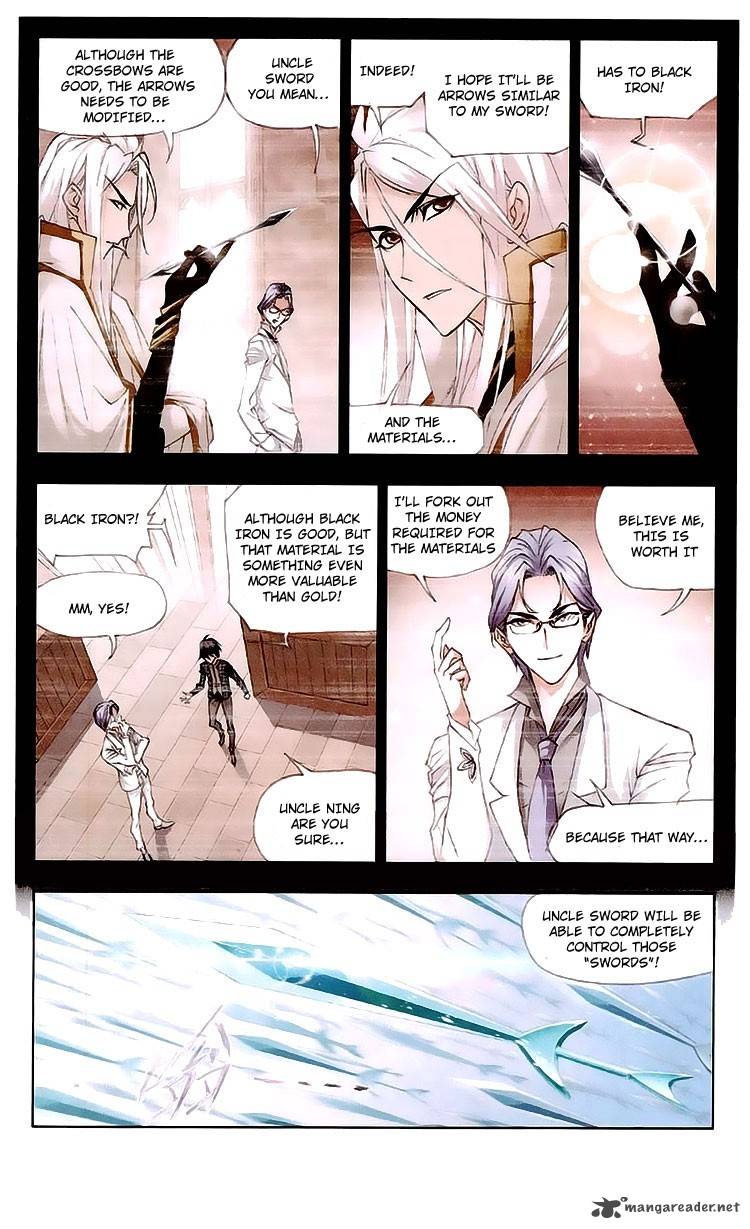 ALTHOUGH THE
CROSSBOWS ARE
GOOD, THE ARROWS
NEEDS TO BE
MODIFIED...
UNCLE
SWORD
YOU MEAN...
INDEED!
I HOPE IT'LL BE
ARROWS SIMILAR
TO MY SWORD!
AND THE
MATERIALS...
HAS TO BLACK
IRON!
BLACK IRON?!
MM, YES!
ALTHOUGH BLACK
IRON IS GOOD, BUT
THAT MATERIAL IS
SOMETHING EVEN
MORE VALUABLE
THAN GOLD!
UNCLE NING
ARE YOU
SURE...
I'LL FORK OUT
THE MONEY
REQUIRED FOR
THE MATERIALS
BELIEVE ME,
THIS IS
WORTH IT
BECAUSE THAT WAY...
UNCLE SWORD WILL BE
ABLE TO COMPLETELY
CONTROL THOSE
"SWORDS"!
mangareader.net